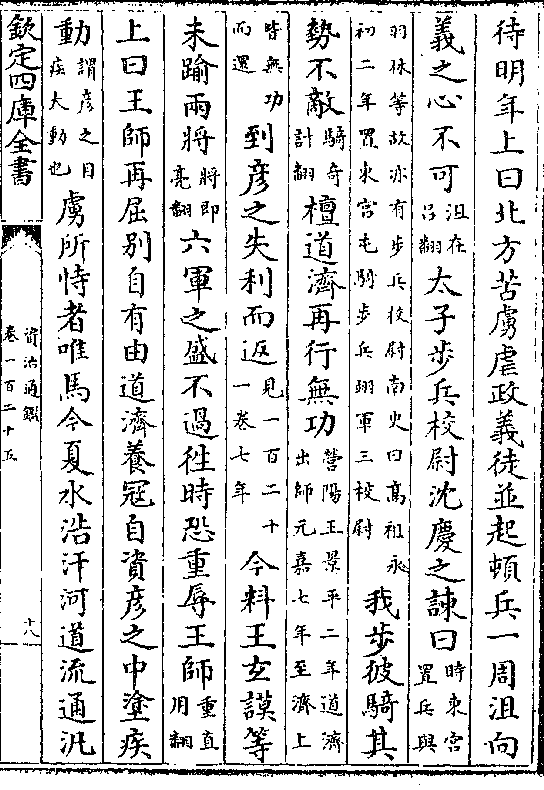 待明年上曰北方苦虜虐政義徒並起頓兵一周沮向
義之心不可沮在呂翻太子步兵校尉沈慶之諫曰時東宮置兵與
羽林等故亦有步兵校尉南史曰高祖永初二年置東宮屯騎步兵翊軍三校尉我步彼騎其
勢不敵騎奇計翻檀道濟再行無功營陽王景平二年道濟出師元嘉七年至濟上
皆無功而還到彥之失利而返見一百二十一卷七年今料王玄謨等
未踰兩將將即亮翻六軍之盛不過徃時恐重辱王師重直用翻
上曰王師再屈別自有由道濟養冦自資彥之中塗疾
動謂彥之目疾大動也虜所恃者唯馬今夏水浩汗河道流通汎
欽定四庫全書
資治通鑑
卷一百二十五
十八